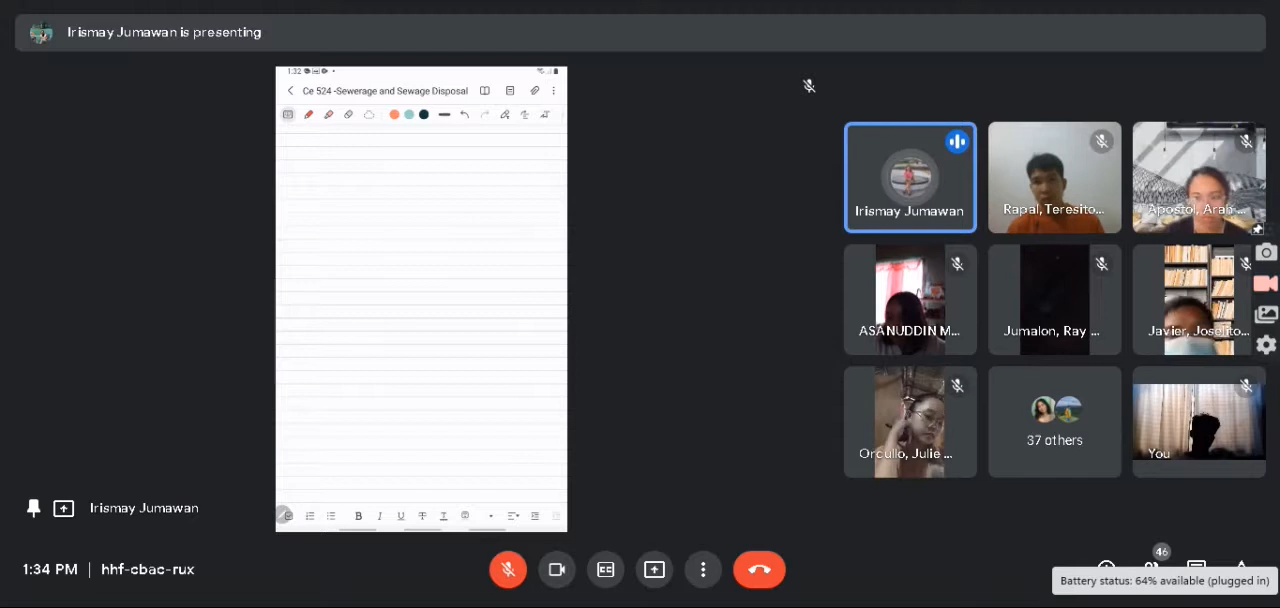 Irismay Jumawan is presenting
1:32
Ce 524 -Sewerage and Sewage Disposal
B I U T T
Irismay Jumawan
Rapal, Teresito...
Apostol, Arah ...
ASANUDDIN M...
Jumalon, Ray ...
Javier, Joselito...
Orcullo, Julie ...
37 others
You
Irismay Jumawan
1:34 PM | hhf-cbac-rux
46
Battery status: 64% available (plugged in)